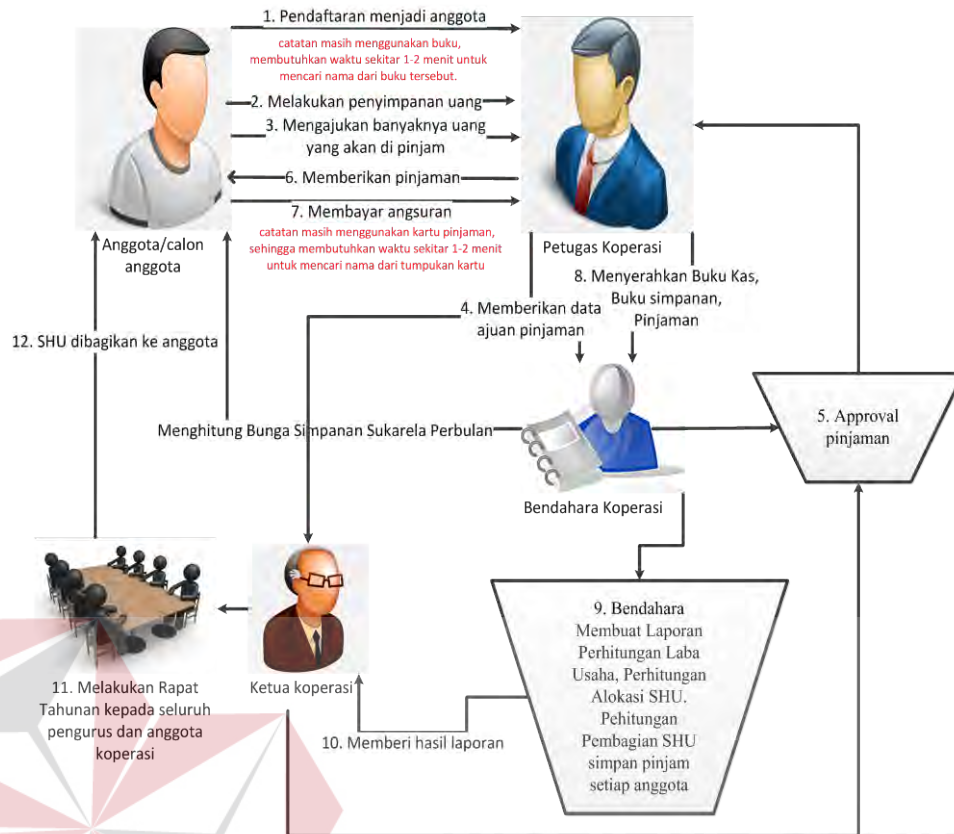 1. Pendaftaran menjadi anggota
catatan masih menggunakan buku,
membutuhkan waktu sekitar 1-2 menit untuk
mencari nama dari buku tersebut.
2. Melakukan penyimpanan uang
3. Mengajukan banyaknya uang
yang akan di pinjam
6. Memberikan pinjaman
7. Membayar angsuran
catatan masih menggunakan kartu pinjaman,
sehingga membutuhkan waktu sekitar 1-2 menit
untuk mencari nama dari tumpukan kartu
Anggota/calon
anggota
Petugas Koperasi
8. Menyerahkan Buku Kas,
Buku simpanan,
Pinjaman
4. Memberikan data
ajuan pinjaman
12. SHU dibagikan ke anggota
5. Approval
pinjaman
Menghitung Bunga Simpanan Sukarela Perbulan
Bendahara Koperasi
9. Bendahara
Membuat Laporan
Perhitungan Laba
Usaha, Perhitungan
Alokasi SHU.
Pehitungan
Pembagian SHU
simpan pinjam
setiap anggota
11. Melakukan Rapat
Tahunan kepada seluruh
pengurus dan anggota
koperasi
Ketua koperasi
10. Memberi hasil laporan